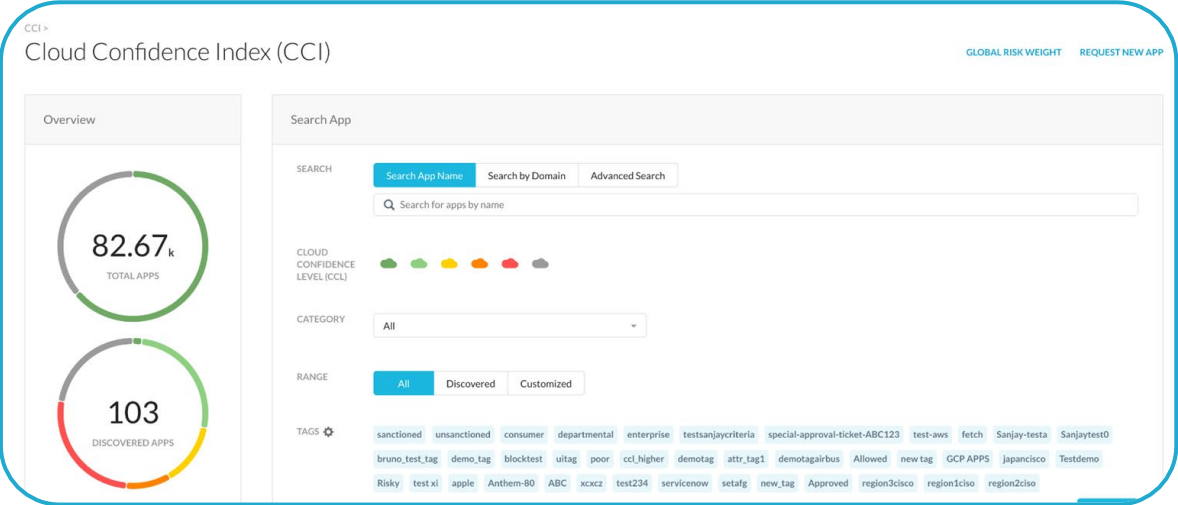 CCI >
Cloud Confidence Index (CCI)
GLOBAL RISK WEIGHT REQUEST NEW APP
Overview
82.67k
TOTAL APPS
103
DISCOVERED APPS
Search App
SEARCH
Search App Name Search by Domain Advanced Search
Search for apps by name
CLOUD
CONFIDENCE
LEVEL (CCL)
CATEGORY
All
RANGE
All Discovered Customized
TAGS
sanctioned unsanctioned consumer departmental enterprise testsanjaycriteria special-approval-ticket-ABC123 test-aws fetch Sanjay-testa Sanjaytest0
bruno_test_tag demo_tag blocktest uitag poor ccl_higher demotag attr_tag1 demotagairbus Allowed new tag GCP APPS japancisco Testdemo
Risky test xi apple Anthem-80 ABC xcxcz test234 servicenow setafg new_tag Approved region3cisco region1ciso region2ciso